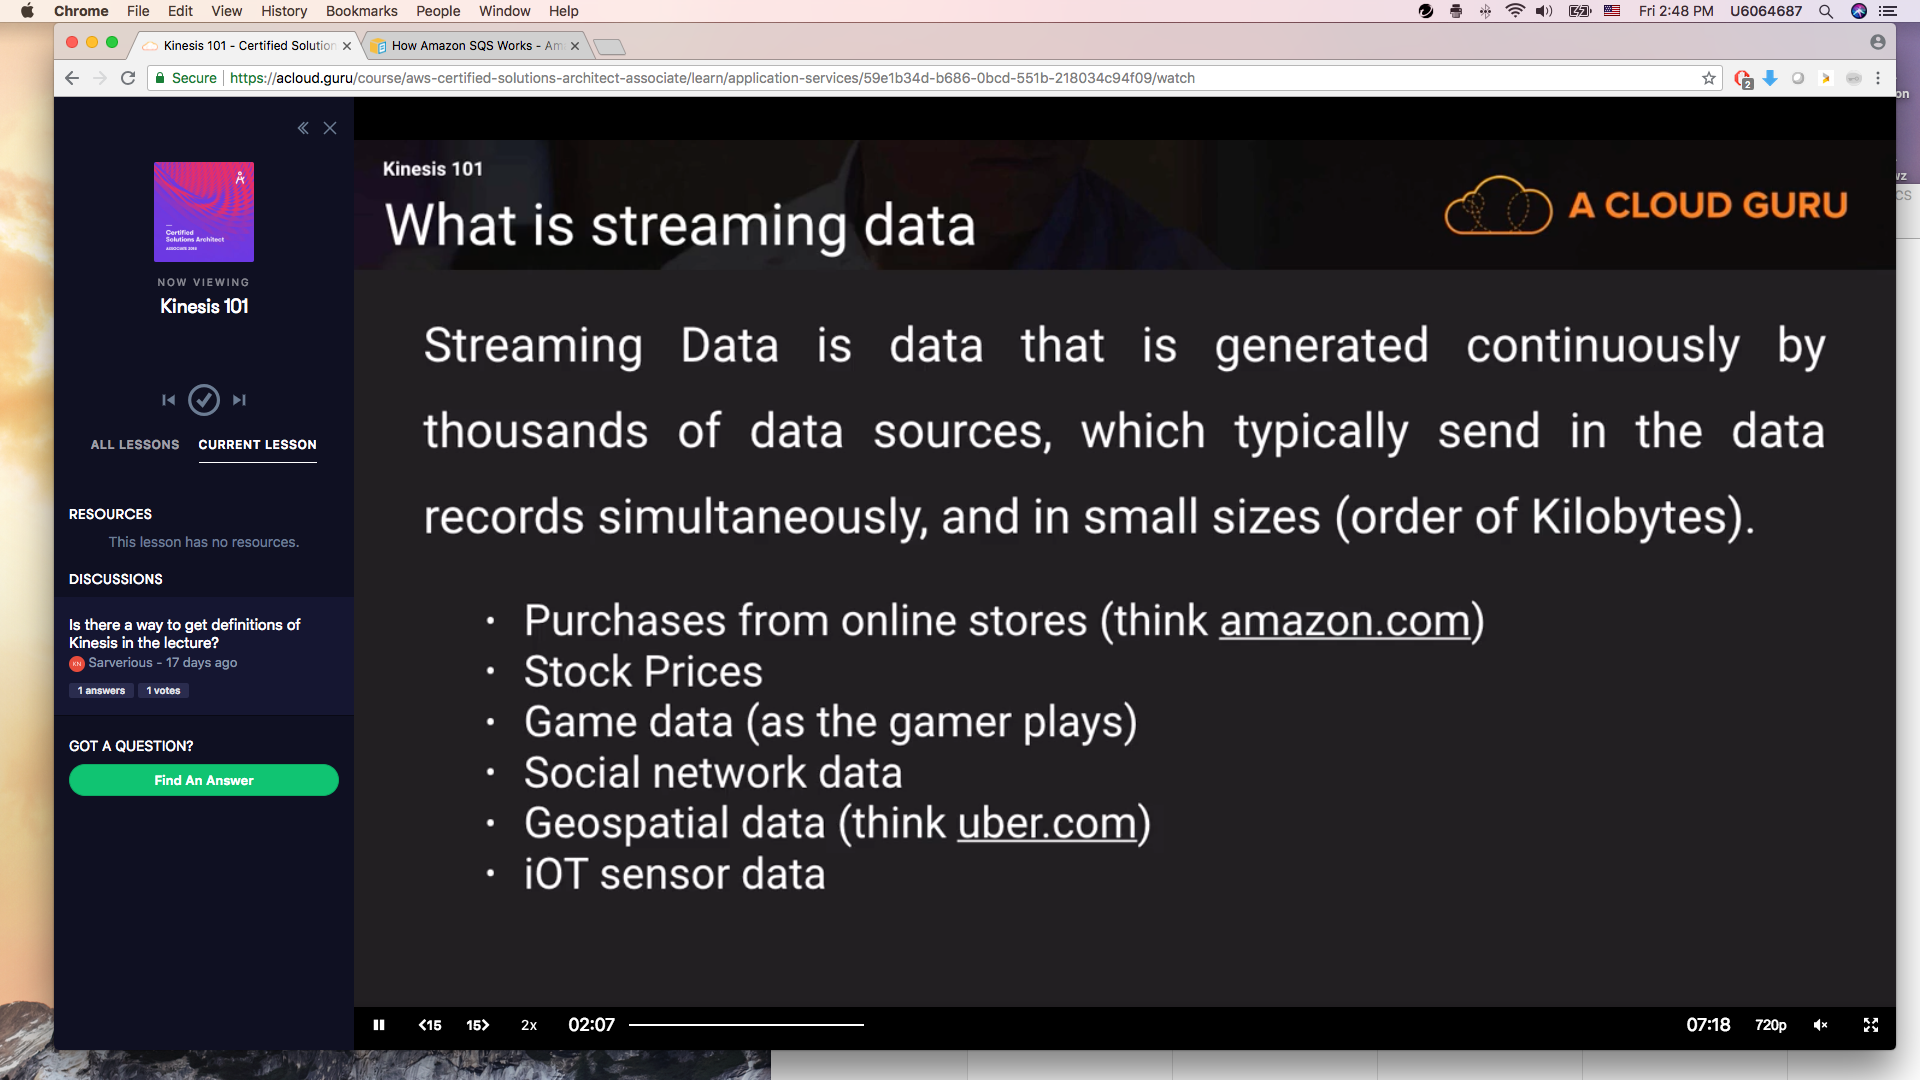 Chrome File Edit View History Bookmarks People Window Help
Fri 2:48 PM U6064687
Kinesis 101 - Certified Solution
How Amazon SQS Works - Am
Secure https://acloud.guru/course/aws-certified-solutions-architect-associate/learn/application-services/59e1b34d-b686-0bcd-551b-218034c94f09/watch
2
on
wz
CS
Certified
Solutions Architect
NOW VIEWING
Kinesis 101
ALL LESSONS CURRENT LESSON
RESOURCES
This lesson has no resources.
DISCUSSIONS
Is there a way to get definitions of
Kinesis in the lecture?
KN Sarverious - 17 days ago
1 answers 1 votes
GOT A QUESTION?
Find An Answer
Kinesis 101
What is streaming data
A CLOUD GURU
Streaming Data is data that is generated continuously by
thousands of data sources, which typically send in the data
records simultaneously, and in small sizes (order of Kilobytes).
• Purchases from online stores (think amazon.com)
• Stock Prices
• Game data (as the gamer plays)
• Social network data
• Geospatial data (think uber.com)
• iOT sensor data
<15 15> 2x 02:07 07:18 720p